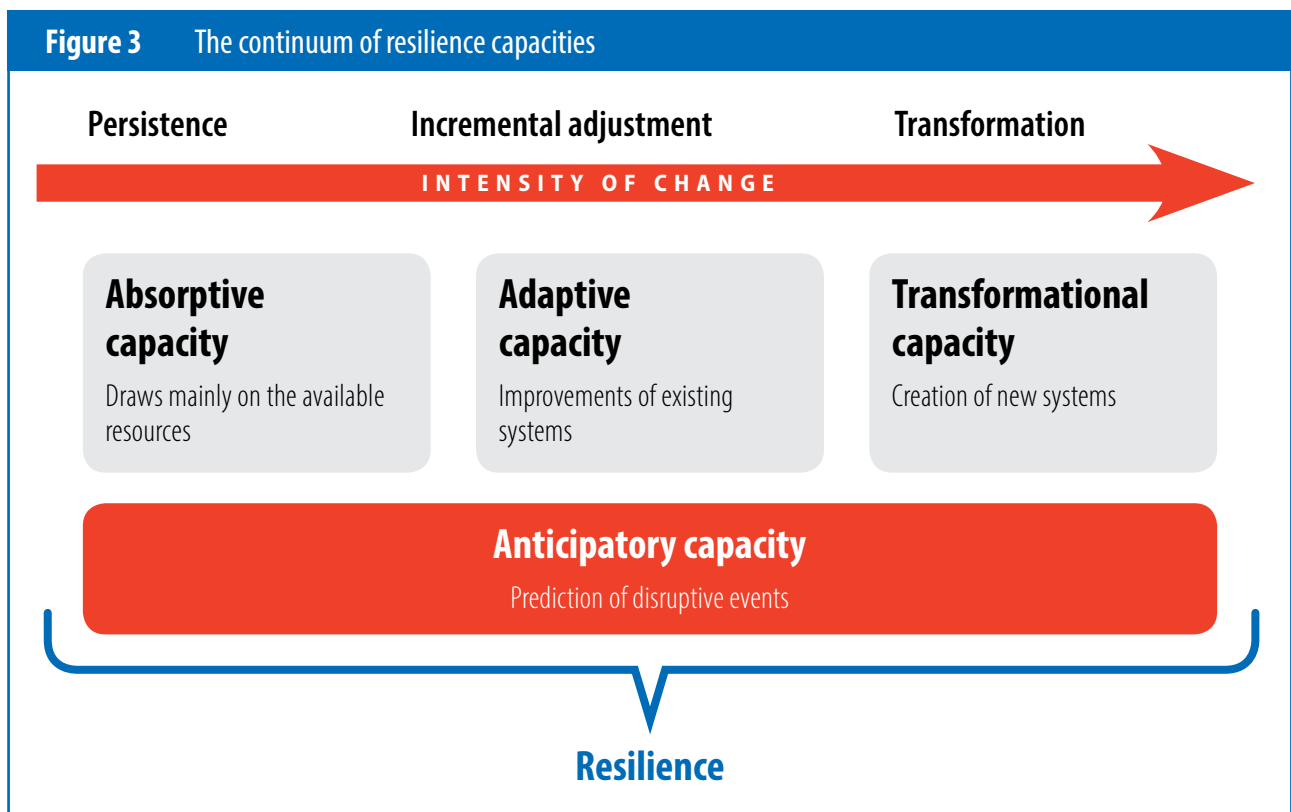 Figure 3 The continuum of resilience capacities
Persistence
Incremental adjustment
Transformation
INTENSITY OF CHANGE
Absorptive
capacity
Draws mainly on the available
resources
Adaptive
capacity
Improvements of existing
systems
Transformational
capacity
Creation of new systems
Anticipatory capacity
Prediction of disruptive events
Resilience